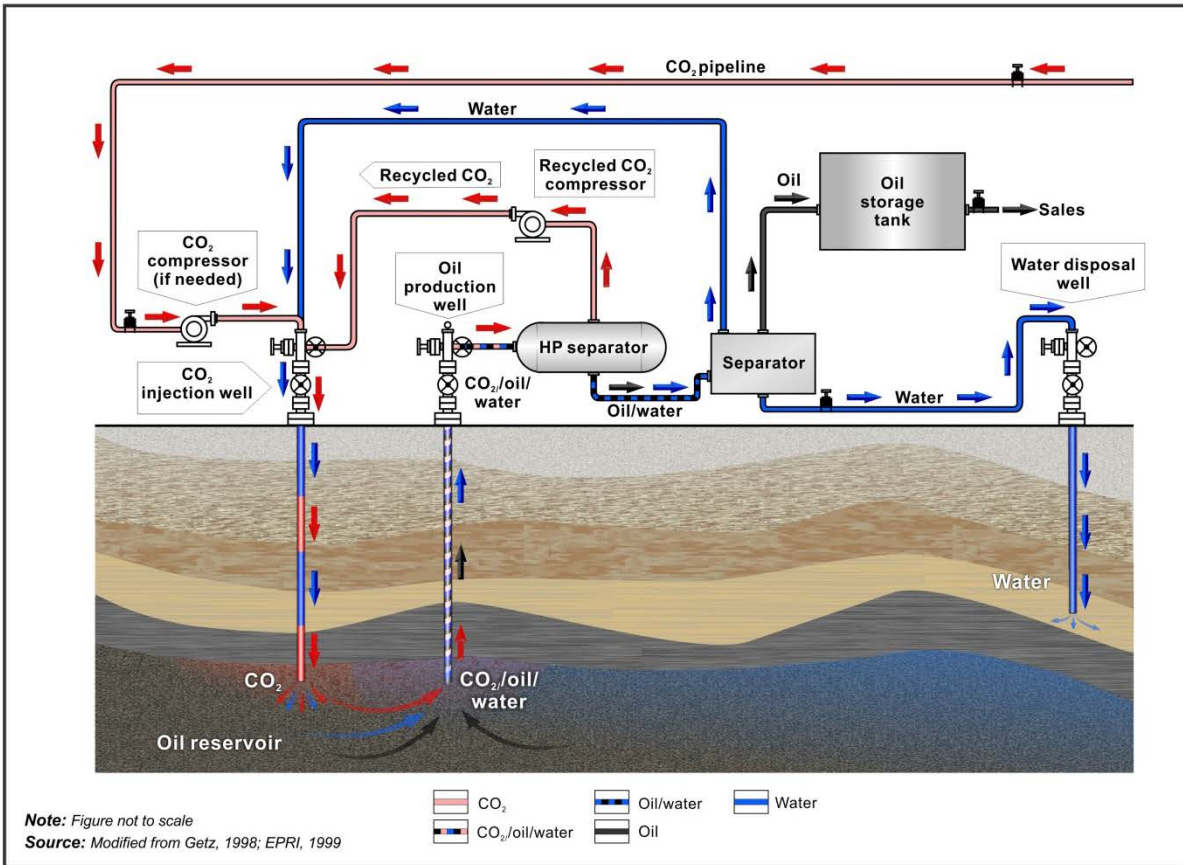 CO₂ pipeline
Water
Recycled CO₂
Recycled CO₂
compressor
Oil
Oil
storage
tank
Sales
CO₂
compressor
(if needed)
Oil
production
well
Water disposal
well
HP separator
Separator
CO₂
injection well
CO₂/oil/
water
Oil/water
Water
Water
CO₂
CO₂/oil/
water
Oil reservoir
CO₂
Oil/water
Water
CO₂/oil/water
Oil
Note: Figure not to scale
Source: Modified from Getz, 1998; EPRI, 1999